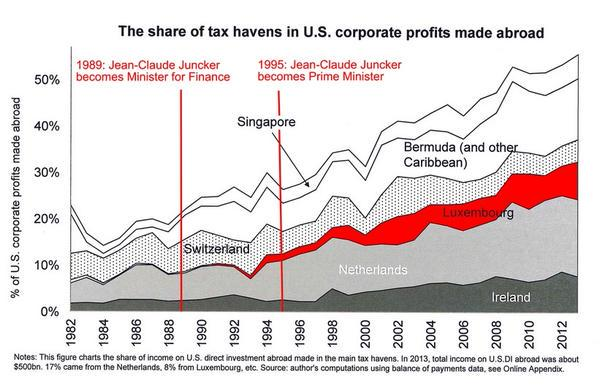 The share of tax havens in U.S. corporate profits made abroad
1989: Jean-Claude Juncker
becomes Minister for Finance
1995: Jean-Claude Juncker
becomes Prime Minister
% of U.S. corporate profits made abroad
50%
40%
30%
20%
10%
0%
Singapore
Bermuda (and other
Caribbean)
Luxembourg
Switzerland
Netherlands
Ireland
1982
1984
1986
1988
1990
1992
1994
1996
1998
2000
2002
2004
2006
2008
2010
2012
Notes: This figure charts the share of income on U.S. direct investment abroad made in the main tax havens. In 2013, total income on U.S.DI abroad was about
$500bn. 17% came from the Netherlands, 8% from Luxembourg, etc. Source: author's computations using balance of payments data, see Online Appendix.